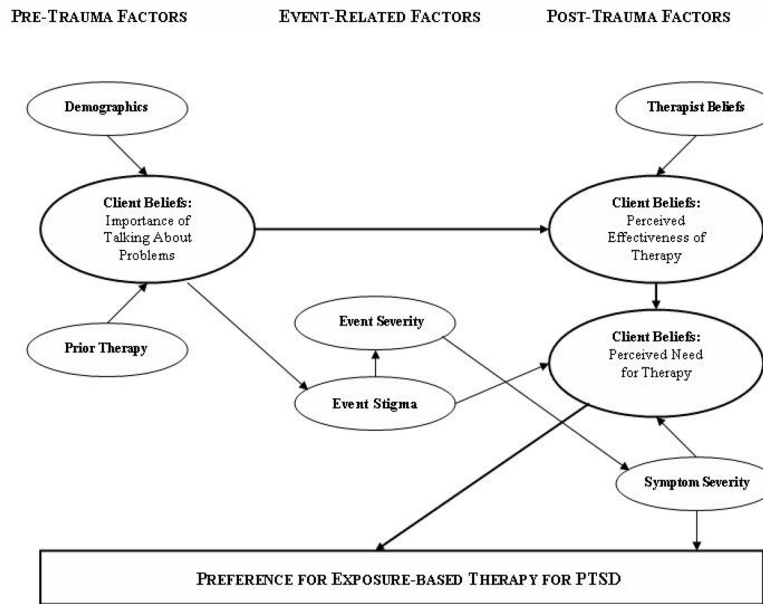 PRE-TRAUMA FACTORS
EVENT-RELATED FACTORS
POST-TRAUMA FACTORS
Demographics
Therapist Beliefs
Client Beliefs:
Importance of
Talking About
Problems
Client Beliefs:
Perceived
Effectiveness of
Therapy
Event Severity
Client Beliefs:
Perceived Need
for Therapy
Prior Therapy
Event Stigma
Symptom Severity
PREFERENCE FOR EXPOSURE-BASED THERAPY FOR PTSD